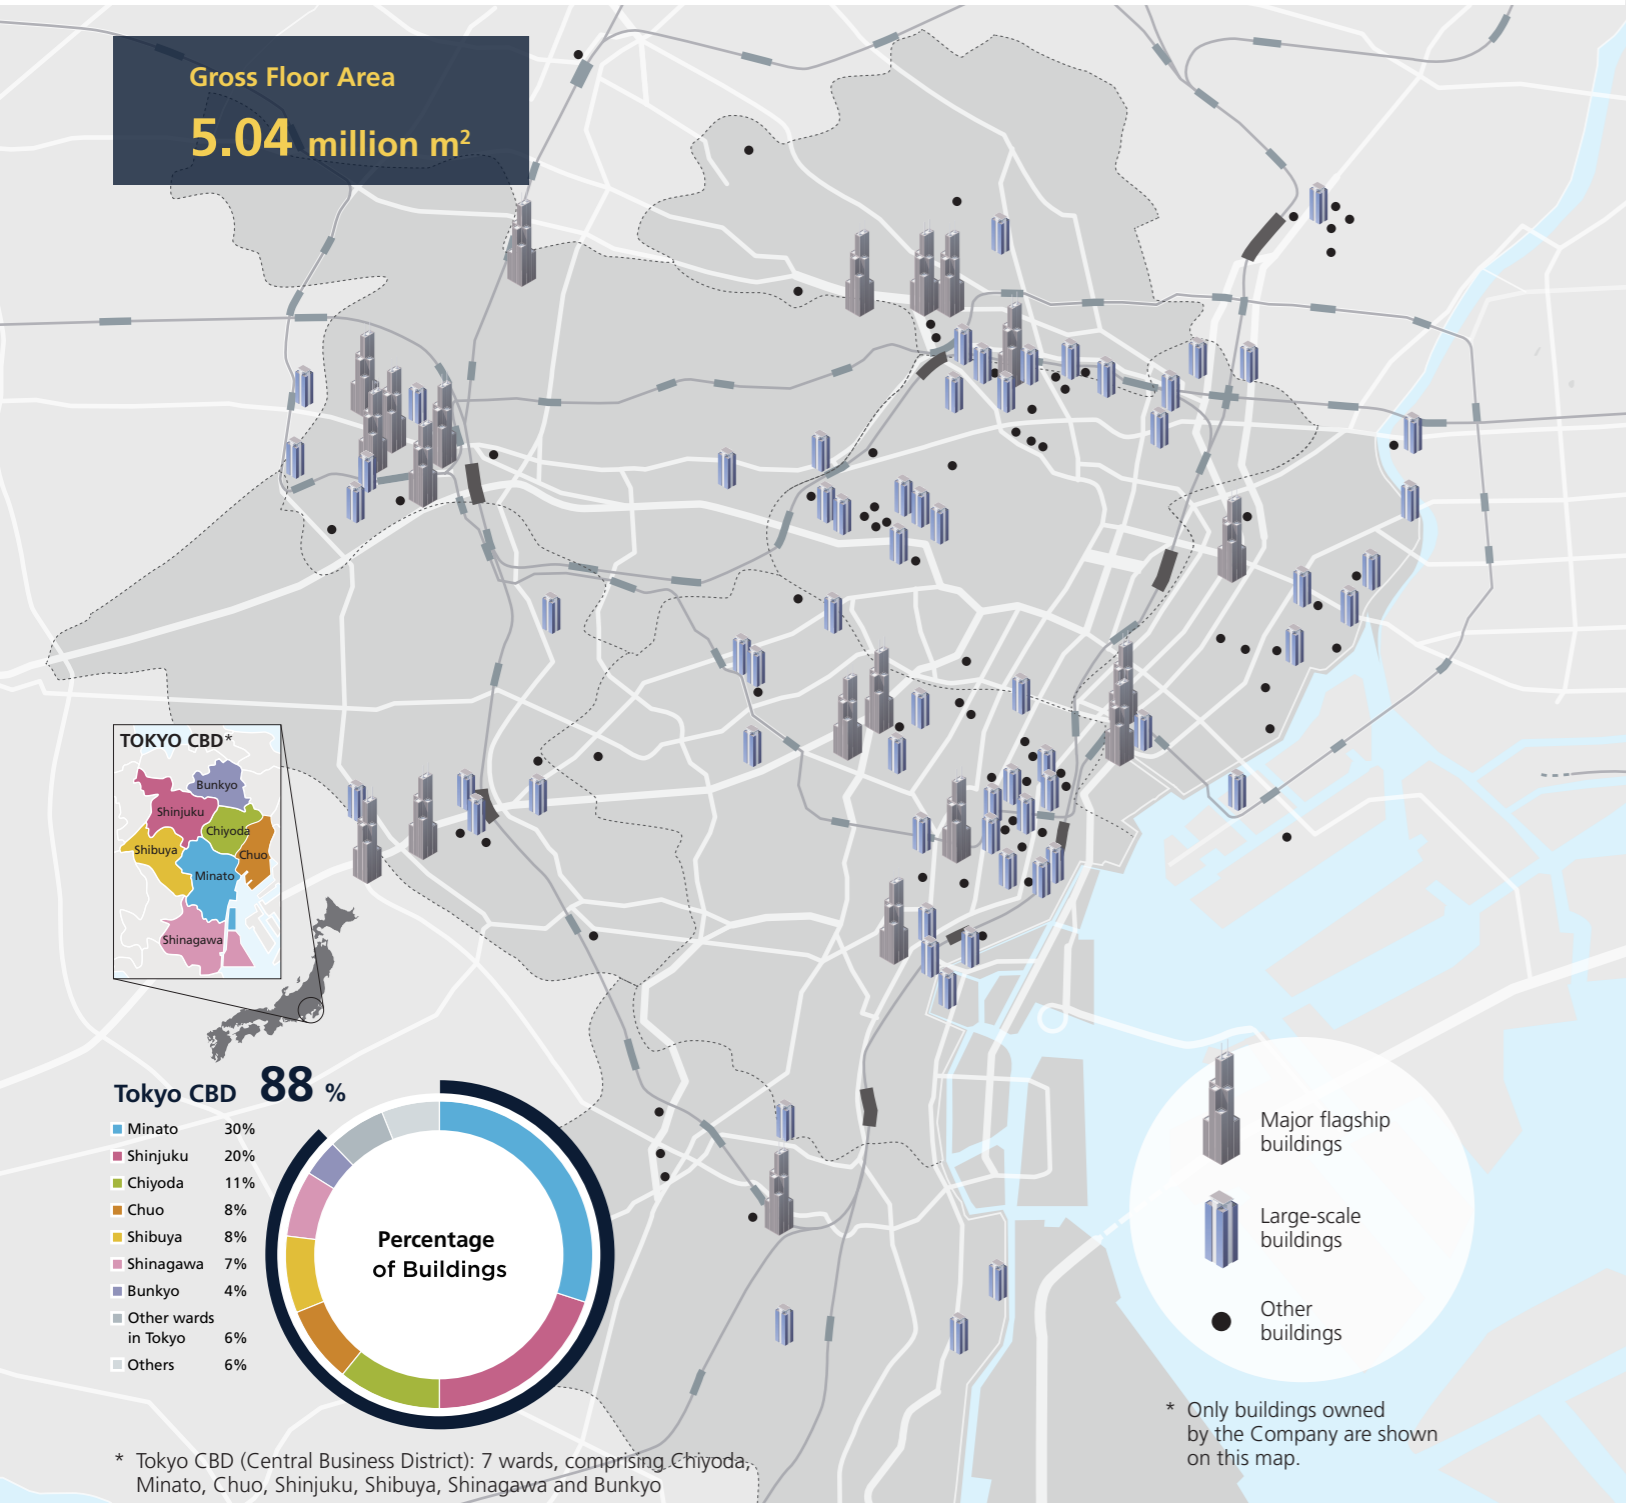 Gross Floor Area
5.04 million m²
TOKYO CBD*
Bunkyo
Shinjuku
Chiyoda
Shibuya
Chuo
Minato
Shinagawa
Tokyo CBD 88 %
Minato 30%
Shinjuku 20%
Chiyoda 11%
Chuo 8%
Shibuya 8%
Shinagawa 7%
Bunkyo 4%
Other wards
in Tokyo 6%
Others 6%
Percentage
of Buildings
Major flagship
buildings
Large-scale
buildings
Other
buildings
* Only buildings owned
by the Company are shown
on this map.
* Tokyo CBD (Central Business District): 7 wards, comprising Chiyoda,
Minato, Chuo, Shinjuku, Shibuya, Shinagawa and Bunkyo